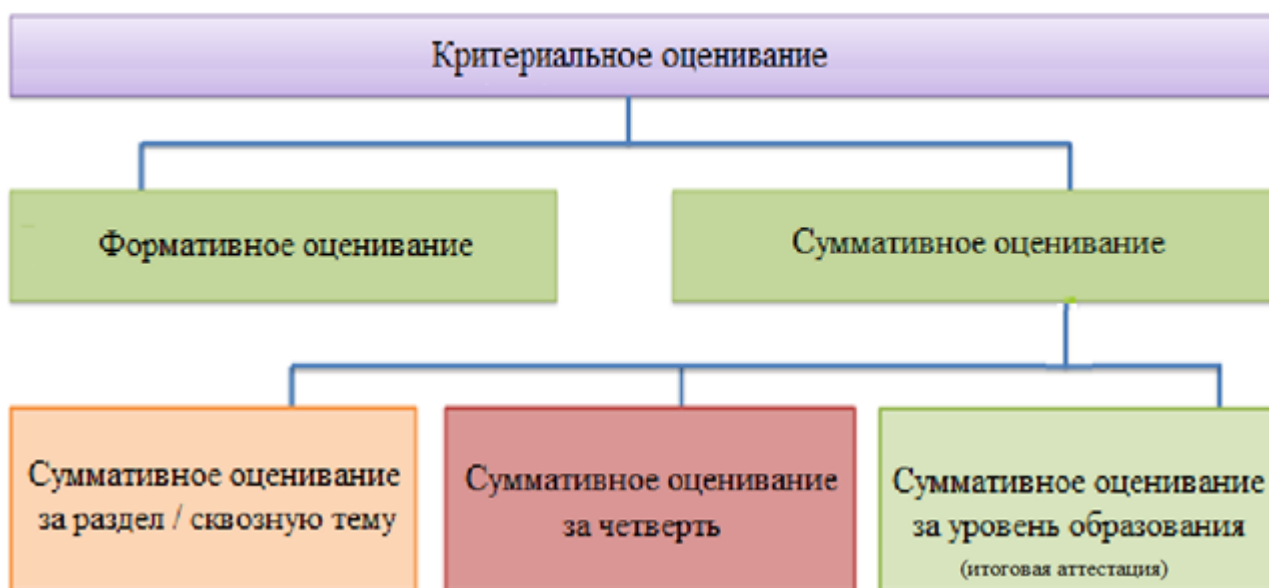 Критериальное оценивание
Формативное оценивание
Суммативное оценивание
Суммативное оценивание
за раздел / сквозную тему
Суммативное оценивание
за четверть
Суммативное оценивание
за уровень образования
(итоговая аттестация)